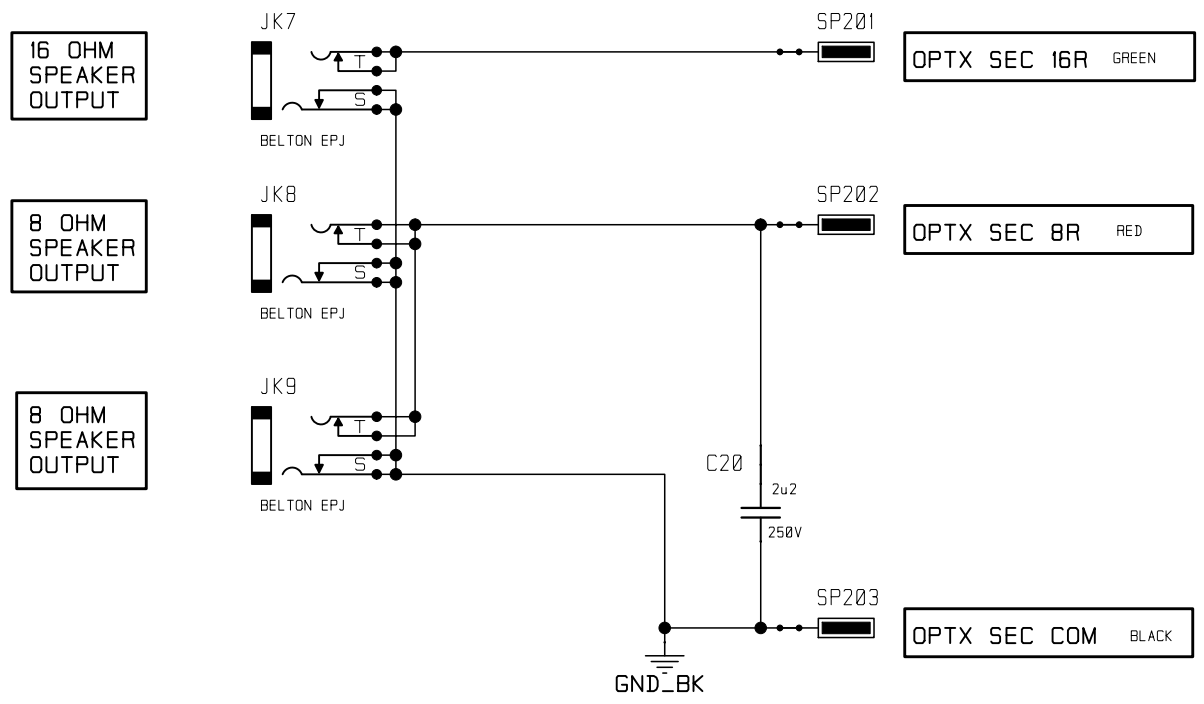 JK7
SP201
16 OHM
SPEAKER
OUTPUT
T
S
OPTX SEC 16R GREEN
BELTON EPJ
JK8
SP202
8 OHM
SPEAKER
OUTPUT
T
S
OPTX SEC 8R RED
BELTON EPJ
JK9
8 OHM
SPEAKER
OUTPUT
T
S
BELTON EPJ
C20
2u2
250V
SP203
OPTX SEC COM BLACK
GND_BK